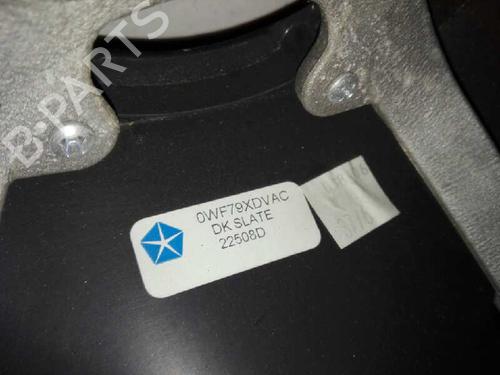 B-PARTS
0WF79XDVAC
DK SLATE
22508D